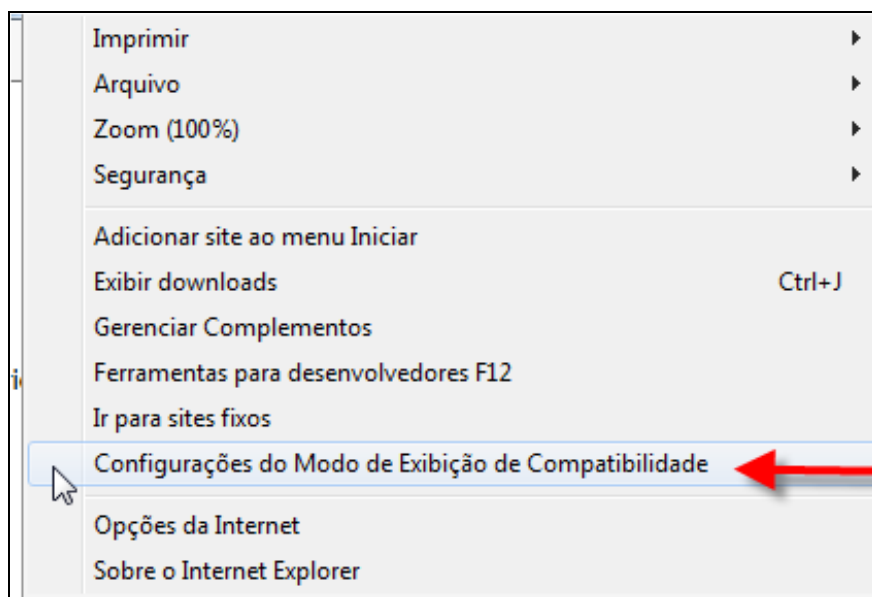 Imprimir
Arquivo
Zoom (100%)
Segurança
Adicionar site ao menu Iniciar
Exibir downloads Ctrl+J
Gerenciar Complementos
Ferramentas para desenvolvedores F12
Ir para sites fixos
Configurações do Modo de Exibição de Compatibilidade
Opções da Internet
Sobre o Internet Explorer